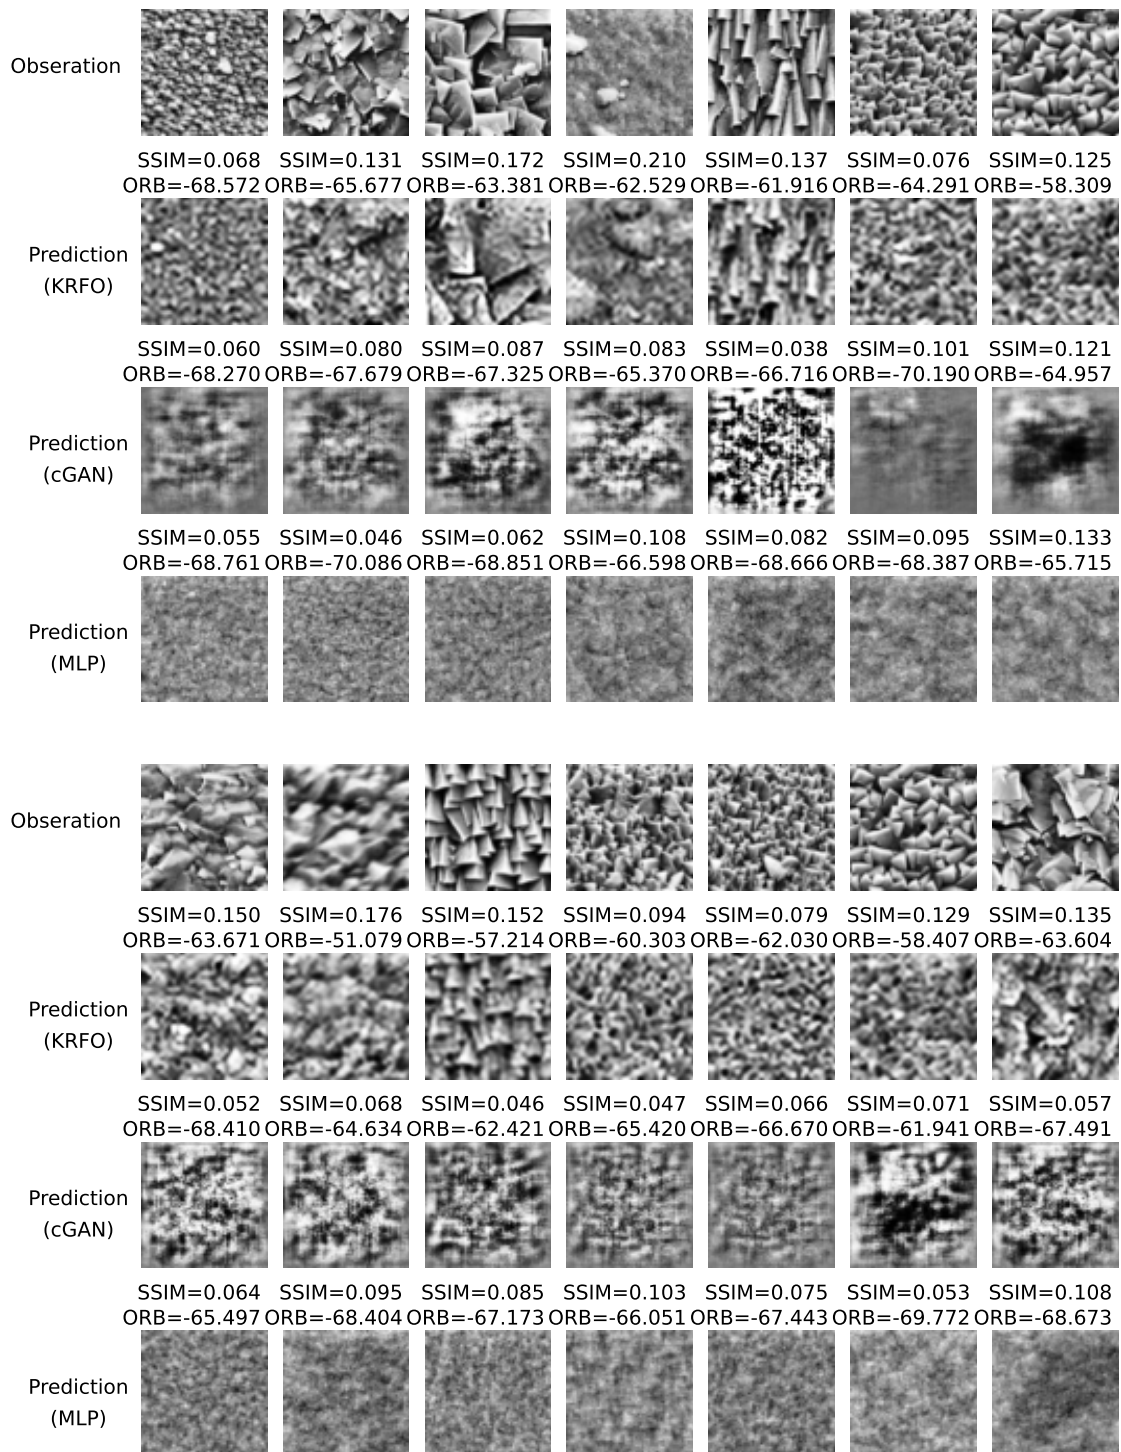 Obseration
SSIM=0.068 SSIM=0.131 SSIM=0.172 SSIM=0.210 SSIM=0.137 SSIM=0.076 SSIM=0.125
ORB=-68.572 ORB=-65.677 ORB=-63.381 ORB=-62.529 ORB=-61.916 ORB=-64.291 ORB=-58.309
Prediction
(KRFO)
SSIM=0.060 SSIM=0.080 SSIM=0.087 SSIM=0.083 SSIM=0.038 SSIM=0.101 SSIM=0.121
ORB=-68.270 ORB=-67.679 ORB=-67.325 ORB=-65.370 ORB=-66.716 ORB=-70.190 ORB=-64.957
Prediction
(cGAN)
SSIM=0.055 SSIM=0.046 SSIM=0.062 SSIM=0.108 SSIM=0.082 SSIM=0.095 SSIM=0.133
ORB=-68.761 ORB=-70.086 ORB=-68.851 ORB=-66.598 ORB=-68.666 ORB=-68.387 ORB=-65.715
Prediction
(MLP)
Obseration
SSIM=0.150 SSIM=0.176 SSIM=0.152 SSIM=0.094 SSIM=0.079 SSIM=0.129 SSIM=0.135
ORB=-63.671 ORB=-51.079 ORB=-57.214 ORB=-60.303 ORB=-62.030 ORB=-58.407 ORB=-63.604
Prediction
(KRFO)
SSIM=0.052 SSIM=0.068 SSIM=0.046 SSIM=0.047 SSIM=0.066 SSIM=0.071 SSIM=0.057
ORB=-68.410 ORB=-64.634 ORB=-62.421 ORB=-65.420 ORB=-66.670 ORB=-61.941 ORB=-67.491
Prediction
(cGAN)
SSIM=0.064 SSIM=0.095 SSIM=0.085 SSIM=0.103 SSIM=0.075 SSIM=0.053 SSIM=0.108
ORB=-65.497 ORB=-68.404 ORB=-67.173 ORB=-66.051 ORB=-67.443 ORB=-69.772 ORB=-68.673
Prediction
(MLP)